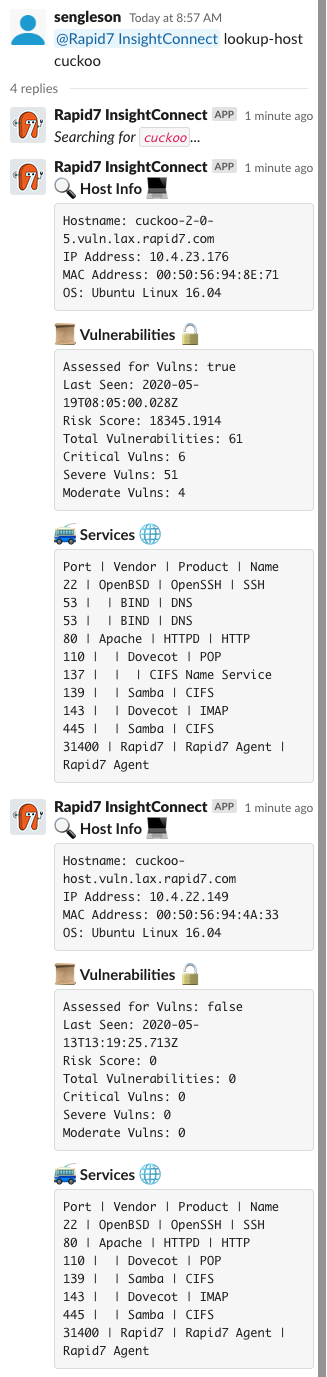 sengleson Today at 8:57 AM
@Rapid7 InsightConnect lookup-host
cuckoo
4 replies
Rapid7 InsightConnect APP 1 minute ago
Searching for cuckoo...
Rapid7 InsightConnect APP 1 minute ago
Host Info
Hostname: cuckoo-2-0-
5.vuln.lax.rapid7.com
IP Address: 10.4.23.176
MAC Address: 00:50:56:94:8E:71
OS: Ubuntu Linux 16.04
Vulnerabilities
Assessed for Vulns: true
Last Seen: 2020-05-
19T08:05:00.028Z
Risk Score: 18345.1914
Total Vulnerabilities: 61
Critical Vulns: 6
Severe Vulns: 51
Moderate Vulns: 4
Services
Port | Vendor | Product | Name
22 | OpenBSD | OpenSSH | SSH
53 |  | BIND | DNS
53 |  | BIND | DNS
80 | Apache | HTTPD | HTTP
110 |  | Dovecot | POP
137 |  |  | CIFS Name Service
139 |  | Samba | CIFS
143 |  | Dovecot | IMAP
445 |  | Samba | CIFS
31400 | Rapid7 | Rapid7 Agent |
Rapid7 Agent
Rapid7 InsightConnect APP 1 minute ago
Host Info
Hostname: cuckoo-
host.vuln.lax.rapid7.com
IP Address: 10.4.22.149
MAC Address: 00:50:56:94:4A:33
OS: Ubuntu Linux 16.04
Vulnerabilities
Assessed for Vulns: false
Last Seen: 2020-05-
13T13:19:25.713Z
Risk Score: 0
Total Vulnerabilities: 0
Critical Vulns: 0
Severe Vulns: 0
Moderate Vulns: 0
Services
Port | Vendor | Product | Name
22 | OpenBSD | OpenSSH | SSH
80 | Apache | HTTPD | HTTP
110 |  | Dovecot | POP
139 |  | Samba | CIFS
143 |  | Dovecot | IMAP
445 |  | Samba | CIFS
31400 | Rapid7 | Rapid7 Agent |
Rapid7 Agent